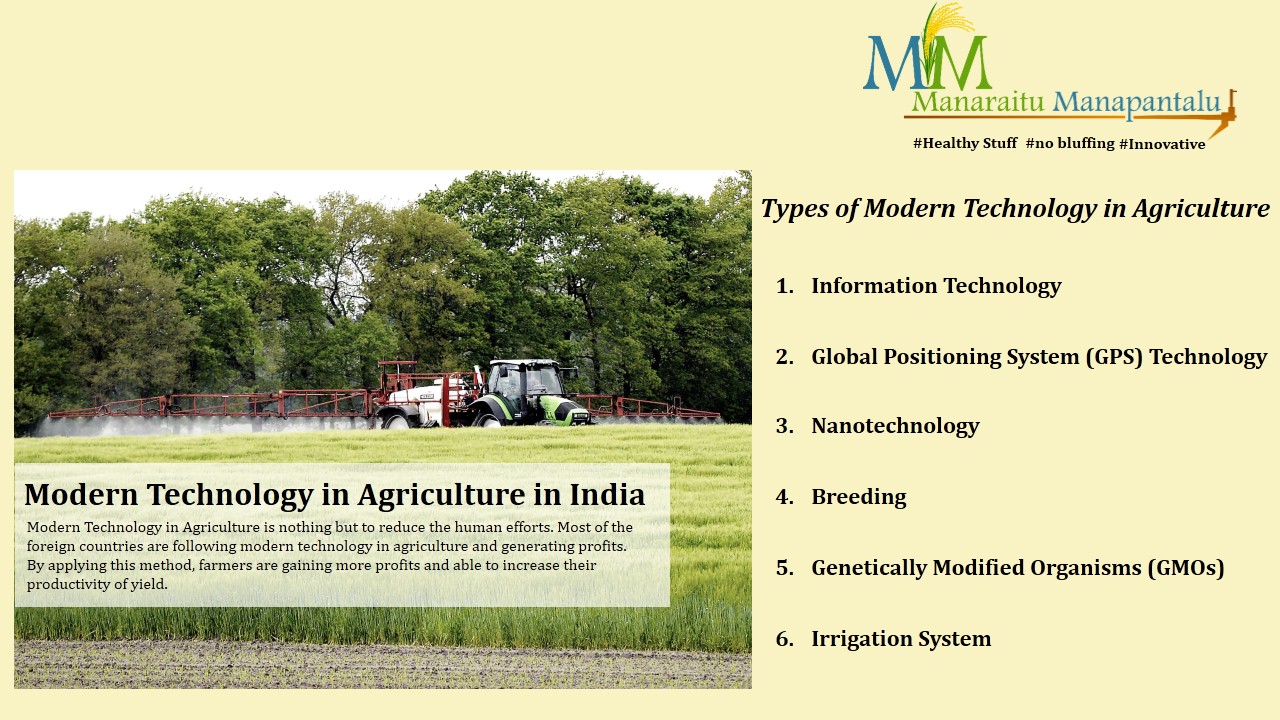 MM
Manaraitu Manapantalu
#Healthy Stuff #no bluffing #Innovative
Types of Modern Technology in Agriculture
1. Information Technology
2. Global Positioning System (GPS) Technology
3. Nanotechnology
4. Breeding
5. Genetically Modified Organisms (GMOs)
6. Irrigation System
Modern Technology in Agriculture in India
Modern Technology in Agriculture is nothing but to reduce the human efforts. Most of the
foreign countries are following modern technology in agriculture and generating profits.
By applying this method, farmers are gaining more profits and able to increase their
productivity of yield.